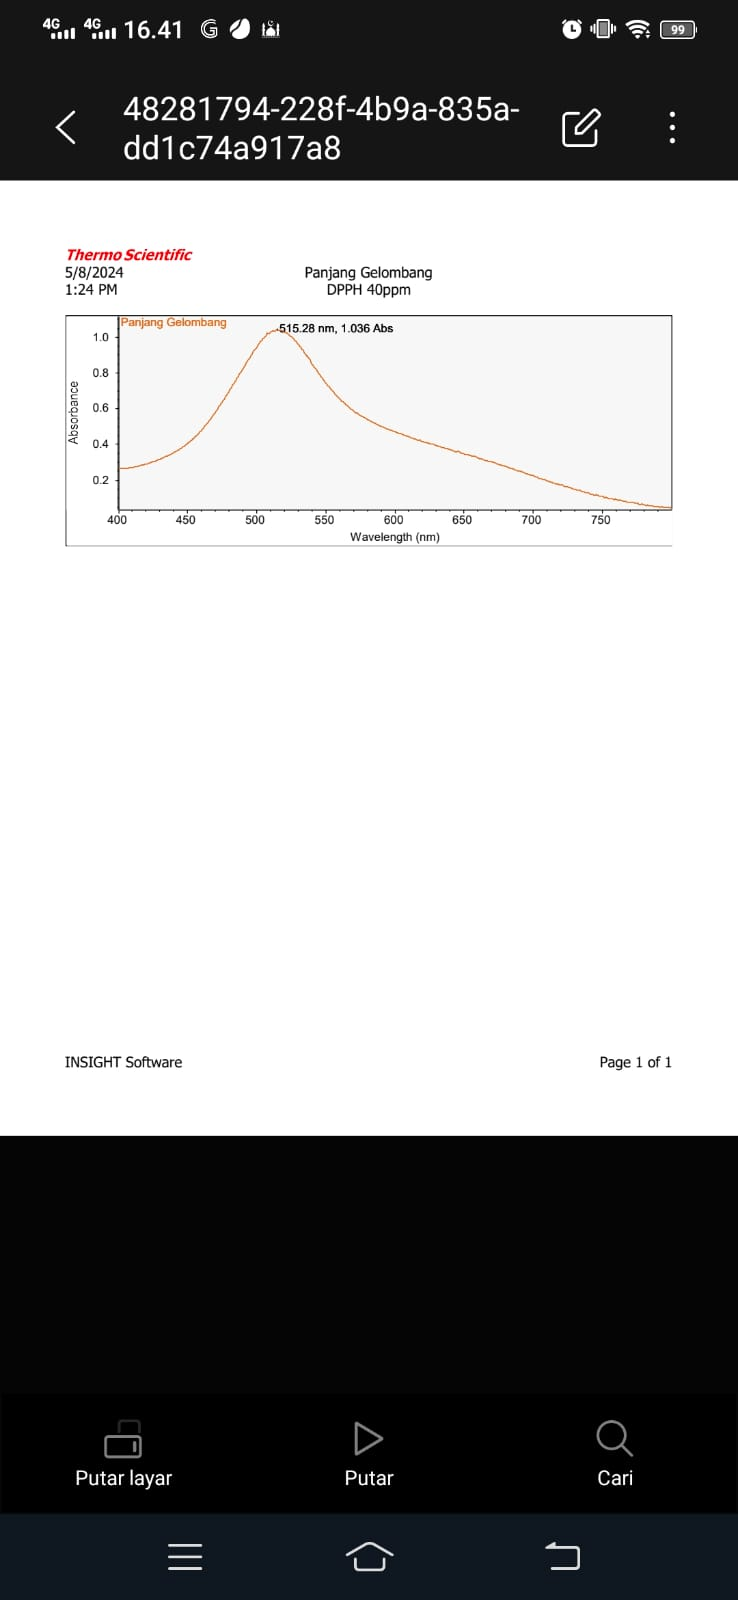 4G 4G 16.41 99
48281794-228f-4b9a-835a-
dd1c74a917a8
Thermo Scientific
5/8/2024
1:24 PM
Panjang Gelombang
DPPH 40ppm
Panjang Gelombang
515.28 nm, 1.036 Abs
Absorbance
1.0
0.8
0.6
0.4
0.2
400 450 500 550 600 650 700 750
Wavelength (nm)
INSIGHT Software
Page 1 of 1
Putar layar
Putar
Cari